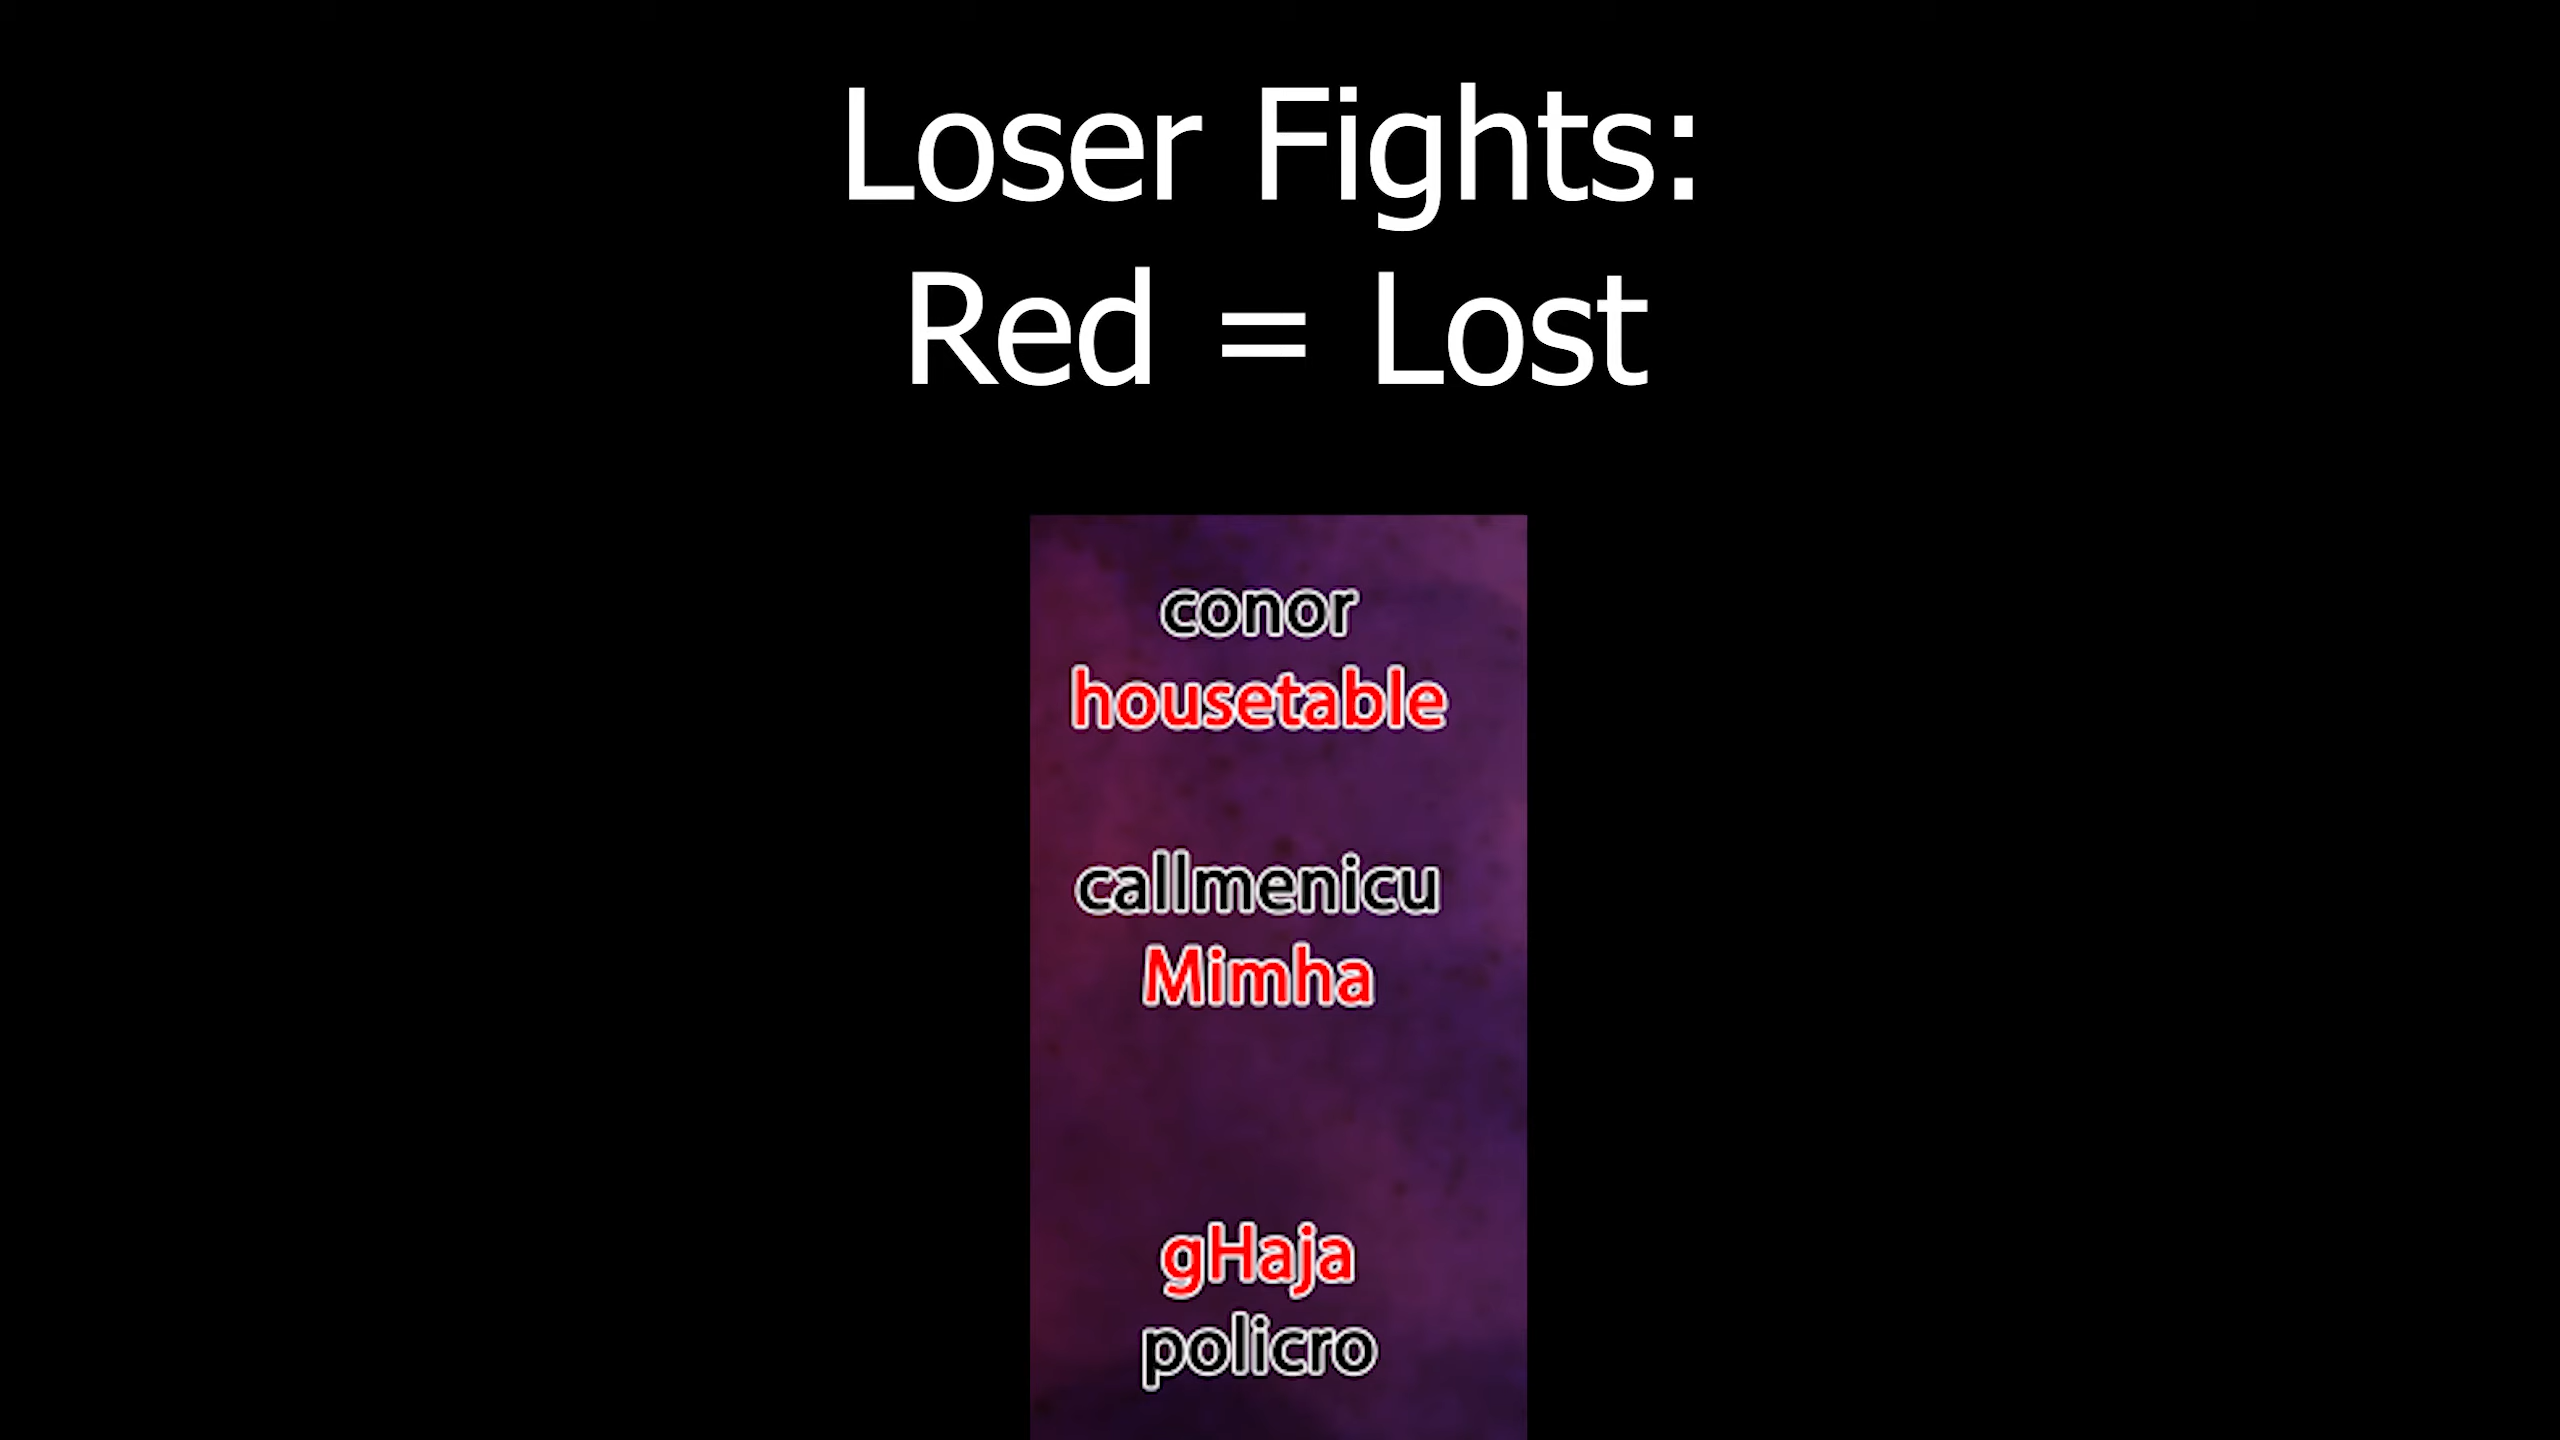 Loser Fights:
Red = Lost
conor
housetable
callmenicu
Mimha
gHaja
policro